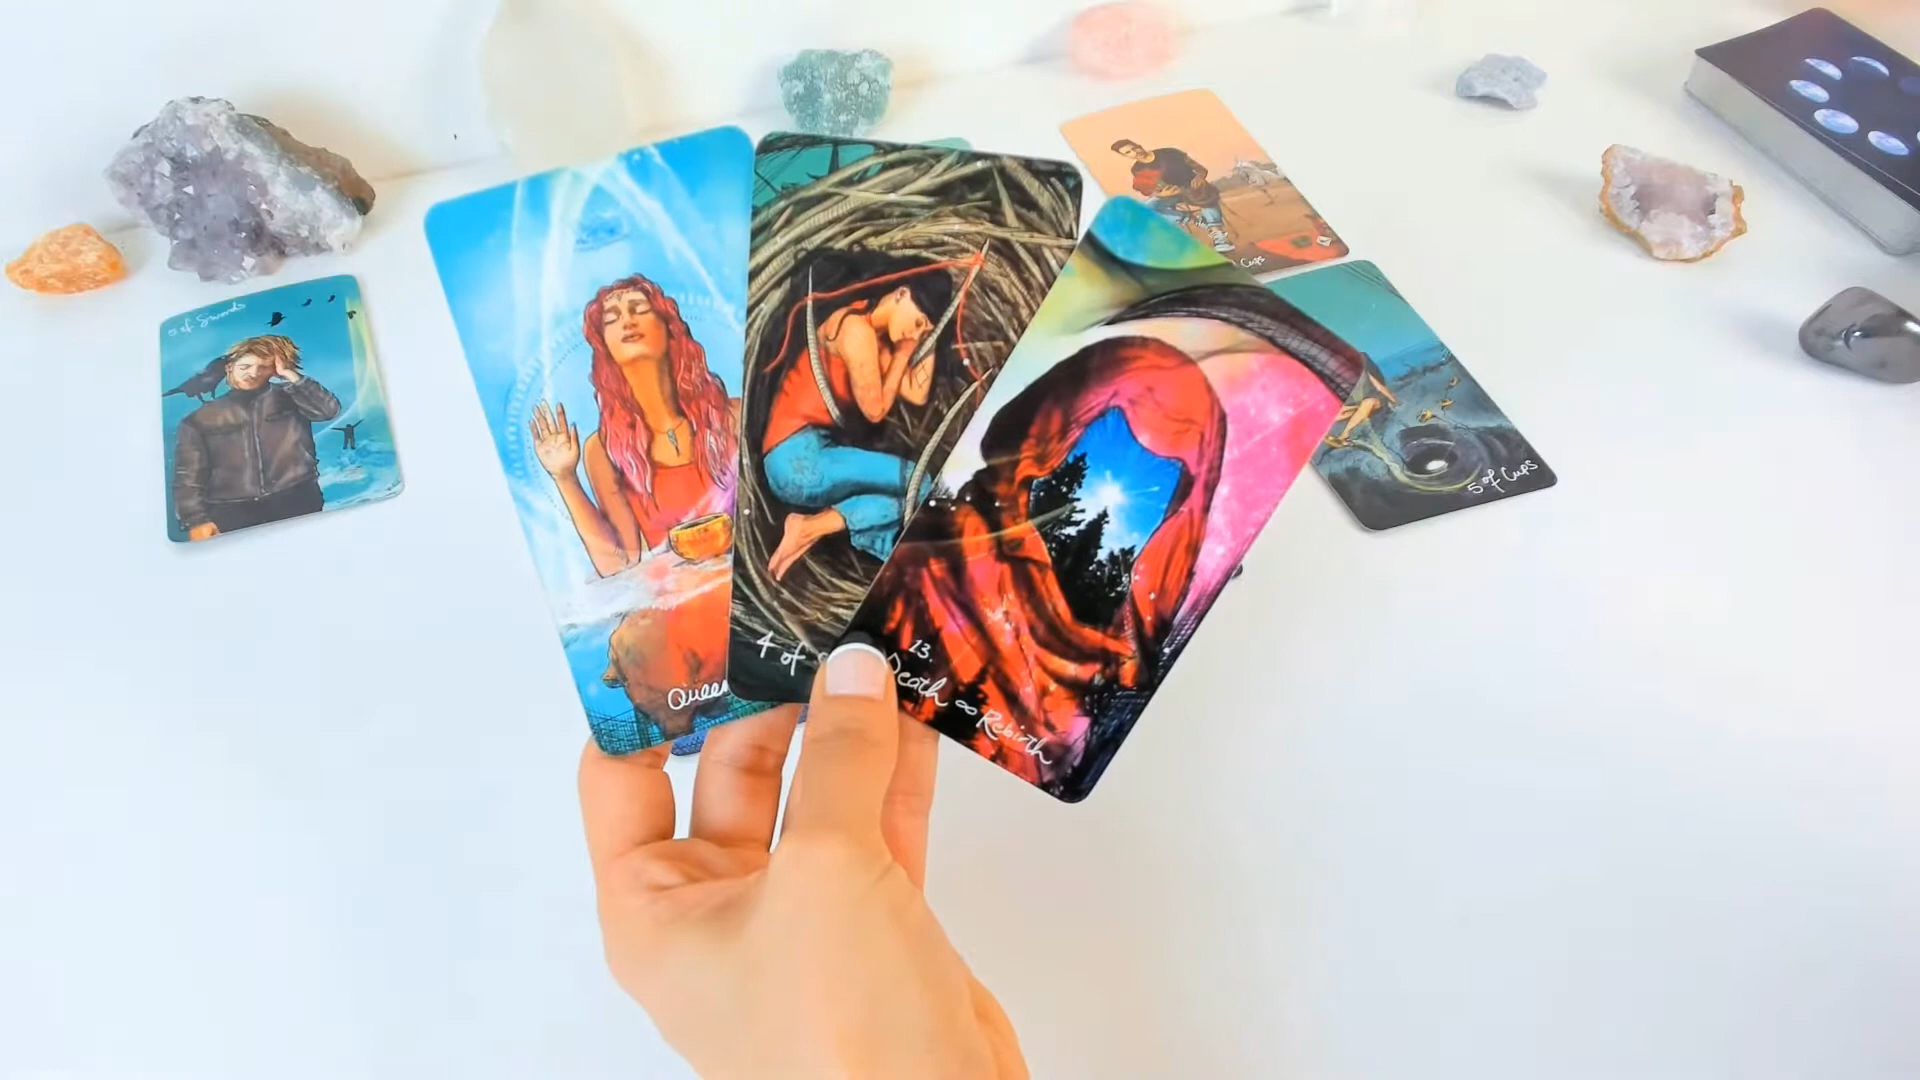 5 of Swords
Queen
4 of
13.
Death ∞ Rebirth
Cups
5 of Cups